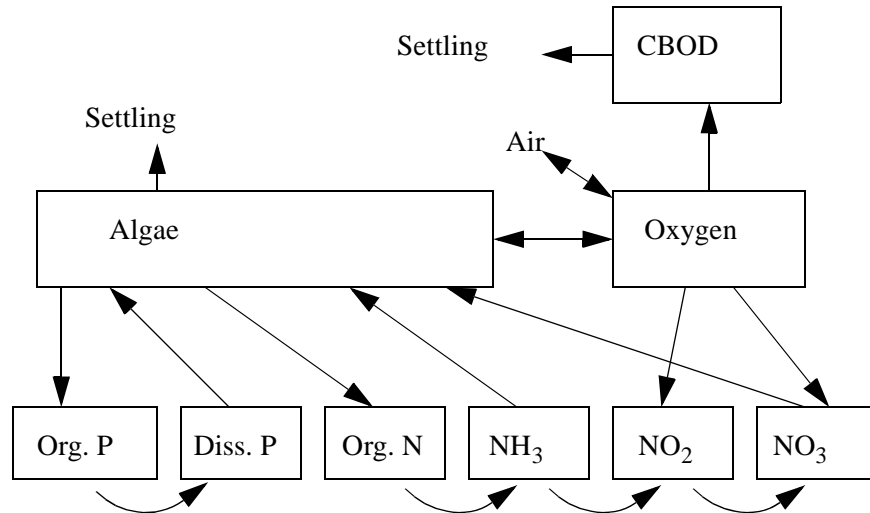 Settling
CBOD
Settling
Air
Algae
Oxygen
Org. P
Diss. P
Org. N
NH3
NO2
NO3